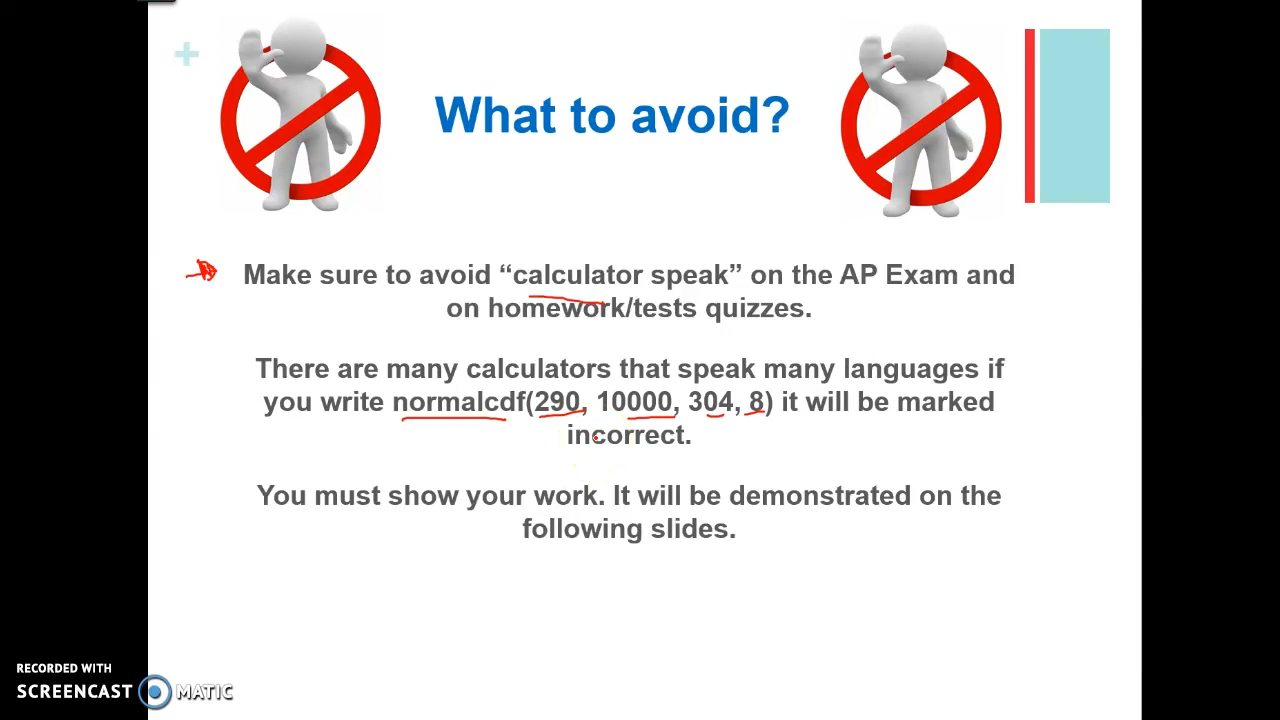 +
What to avoid?
Make sure to avoid “calculator speak” on the AP Exam and
on homework/tests quizzes.
There are many calculators that speak many languages if
you write normalcdf(290, 10000, 304, 8) it will be marked
incorrect.
You must show your work. It will be demonstrated on the
following slides.
RECORDED WITH
SCREENCAST MATIC